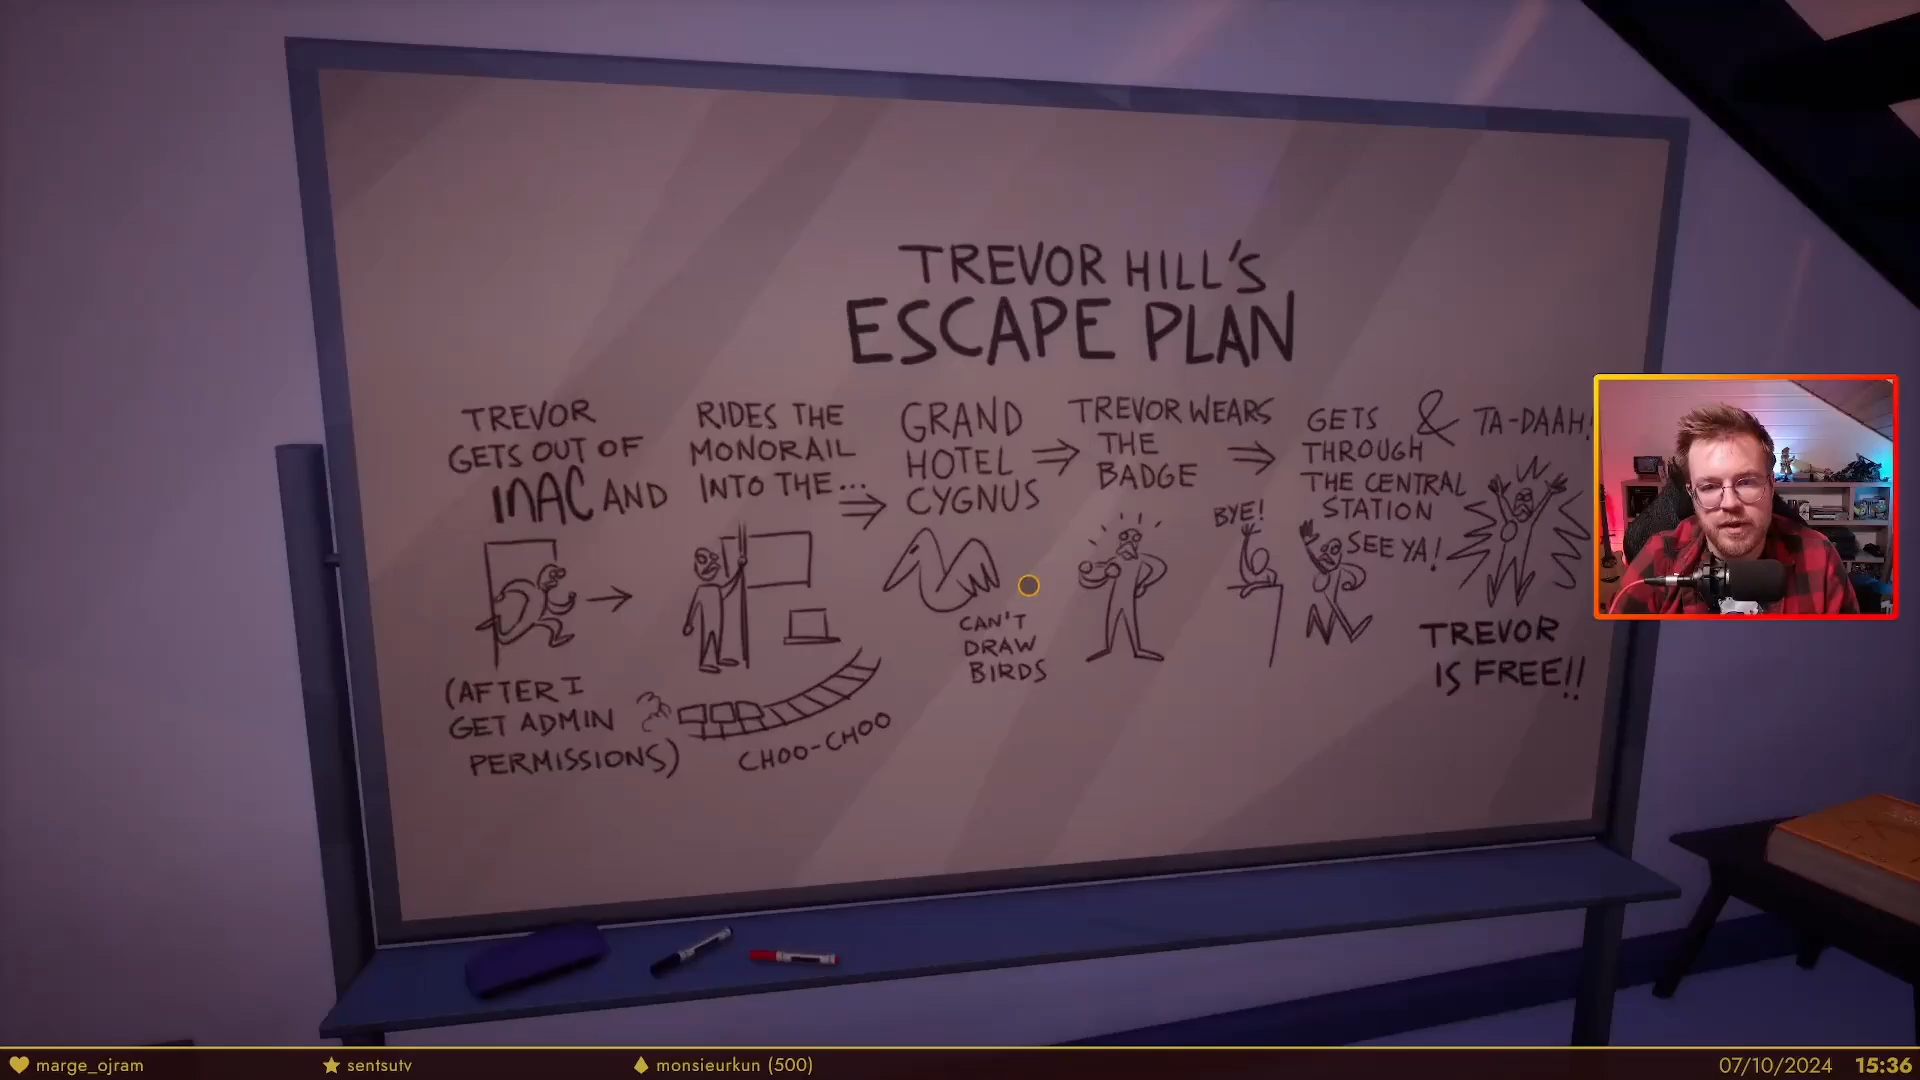 TREVOR HILL'S
ESCAPE PLAN
TREVOR
GETS OUT OF
INAC AND
(AFTER I
GET ADMIN
PERMISSIONS)
RIDES THE
MONORAIL
INTO THE...
CHOO-CHOO
GRAND
HOTEL
CYGNUS
CAN'T
DRAW
BIRDS
TREVOR WEARS
THE
BADGE
GETS
THROUGH
THE CENTRAL
STATION
BYE!
SEE YA!
& TA-DAAH!
TREVOR
IS FREE!!
marge_ojram
sentsutv
monsieurkun (500)
07/10/2024 15:36